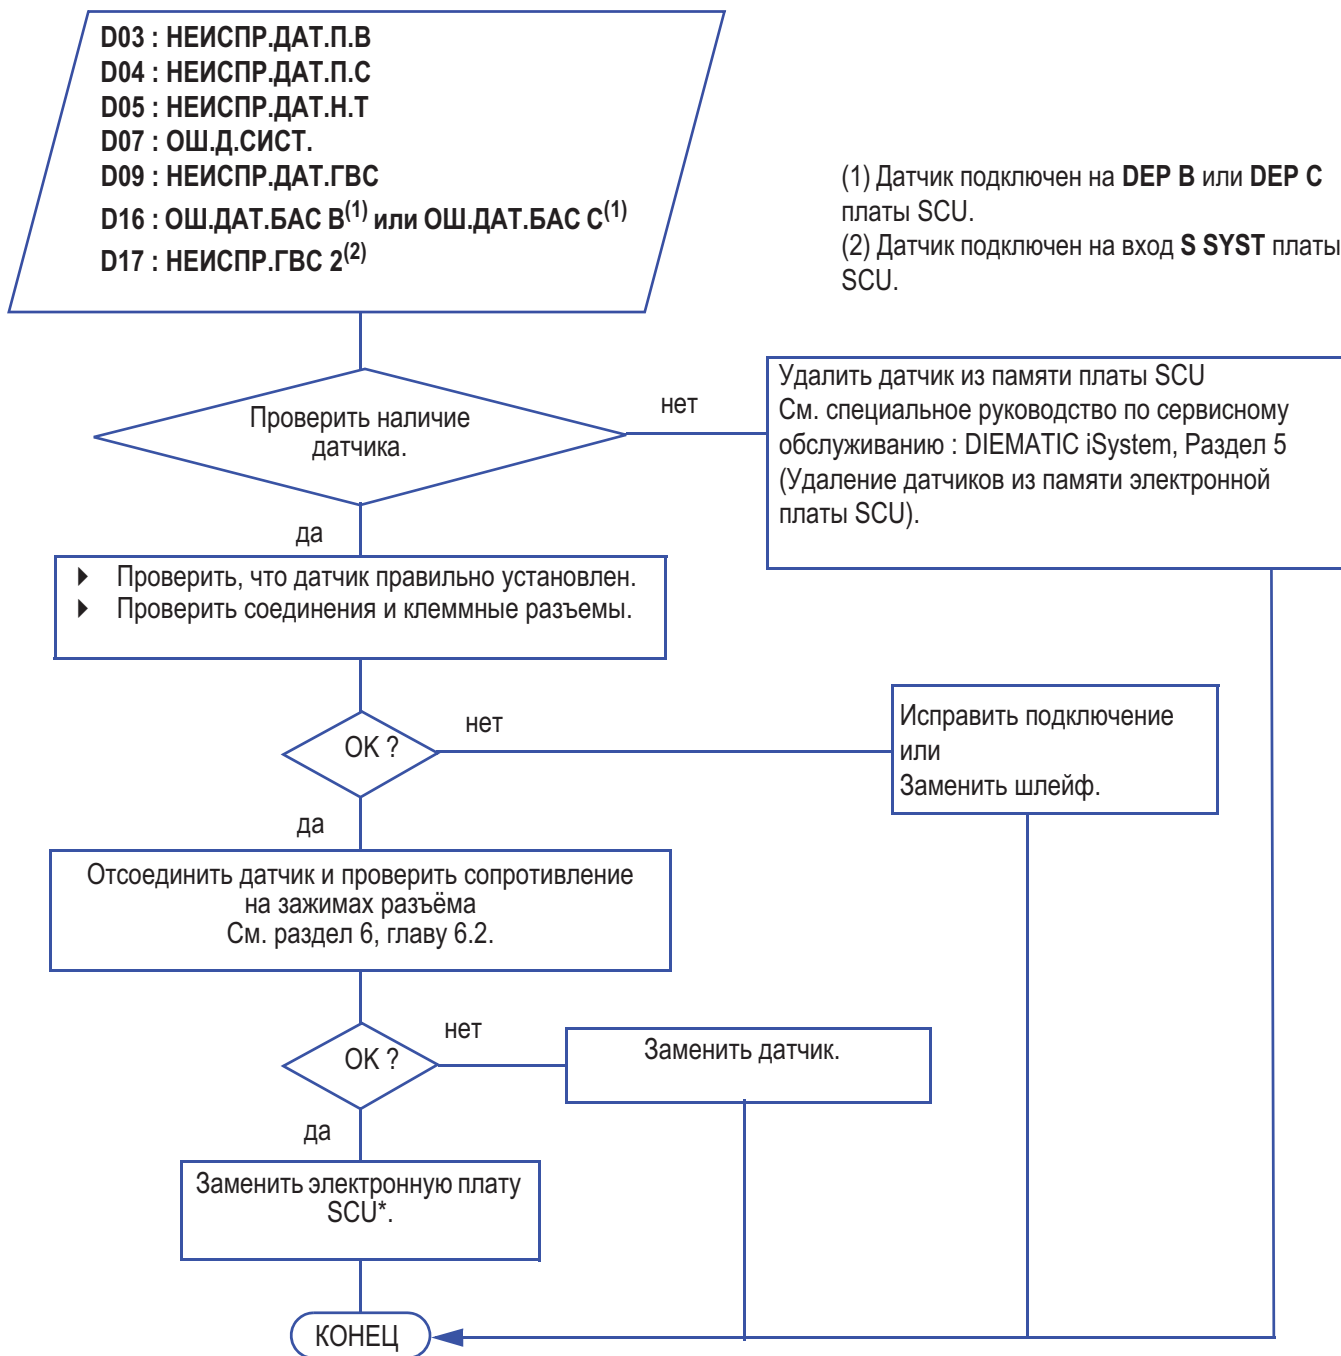 D03 : НЕИСПР.ДАТ.П.В
D04 : НЕИСПР.ДАТ.П.С
D05 : НЕИСПР.ДАТ.Н.Т
D07 : ОШ.Д.СИСТ.
D09 : НЕИСПР.ДАТ.ГВС
D16 : ОШ.ДАТ.БАС В(1) или ОШ.ДАТ.БАС С(1)
D17 : НЕИСПР.ГВС 2(2)
(1) Датчик подключен на DEP B или DEP C
платы SCU.
(2) Датчик подключен на вход S SYST платы
SCU.
Проверить наличие
датчика.
нет
Удалить датчик из памяти платы SCU
См. специальное руководство по сервисному
обслуживанию : DIEMATIC iSystem, Раздел 5
(Удаление датчиков из памяти электронной
платы SCU).
да
Проверить, что датчик правильно установлен.
Проверить соединения и клеммные разъемы.
OK ?
нет
Исправить подключение
или
Заменить шлейф.
да
Отсоединить датчик и проверить сопротивление
на зажимах разъёма
См. раздел 6, главу 6.2.
OK ?
нет
Заменить датчик.
да
Заменить электронную плату
SCU*.
КОНЕЦ